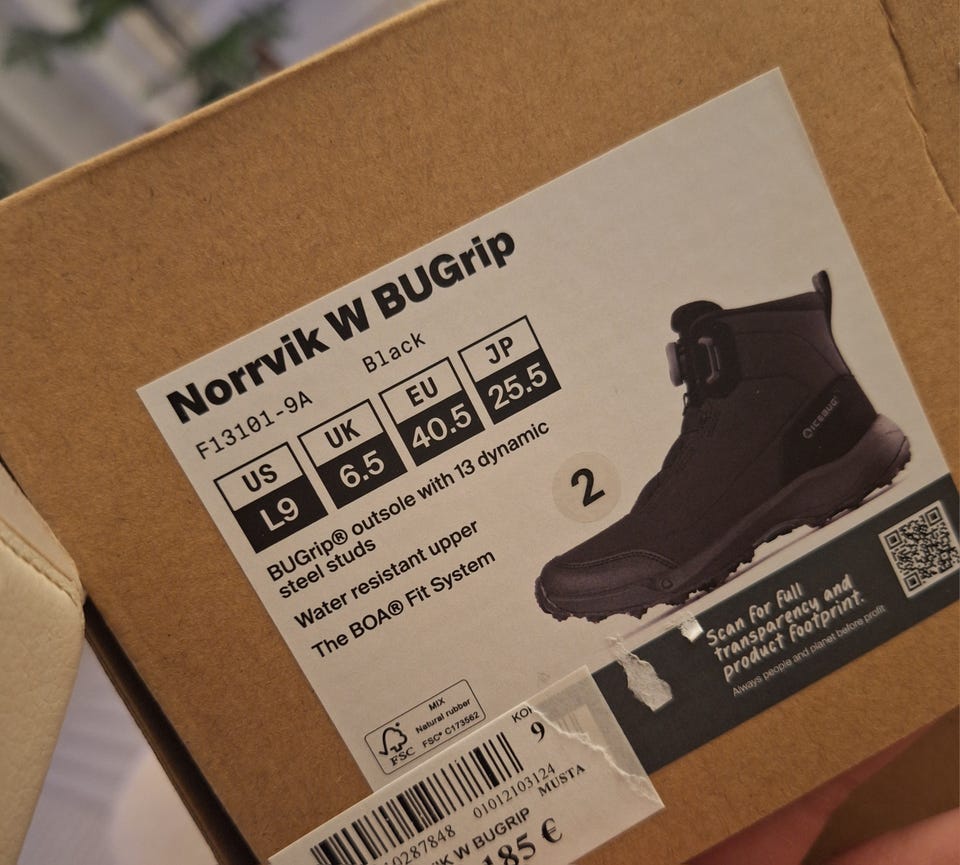 Norrvik W BUGrip
F13101-9A Black
US UK EU JP
L9 6.5 40.5 25.5
BUGrip® outsole with 13 dynamic
steel studs
Water resistant upper
The BOA® Fit System
2
ICEBUG
Scan for full
transparency and
product footprint.
Always people and planet before profit
FSC
MIX
Natural rubber
FSC® C173562
9
01012103124
MUSTA
W BUGRIP
185 €